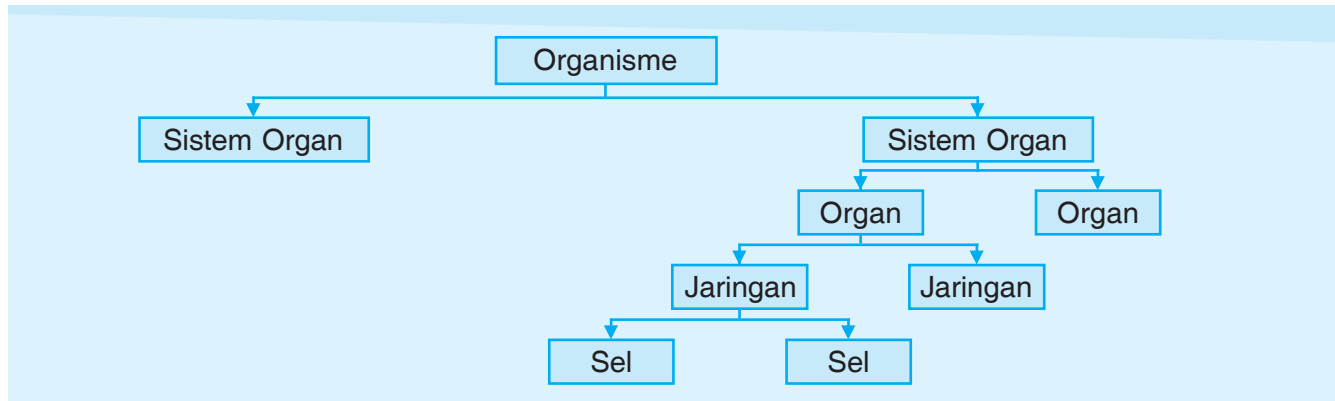 Organisme
Sistem Organ Sistem Organ
Organ Organ
Jaringan Jaringan
Sel Sel